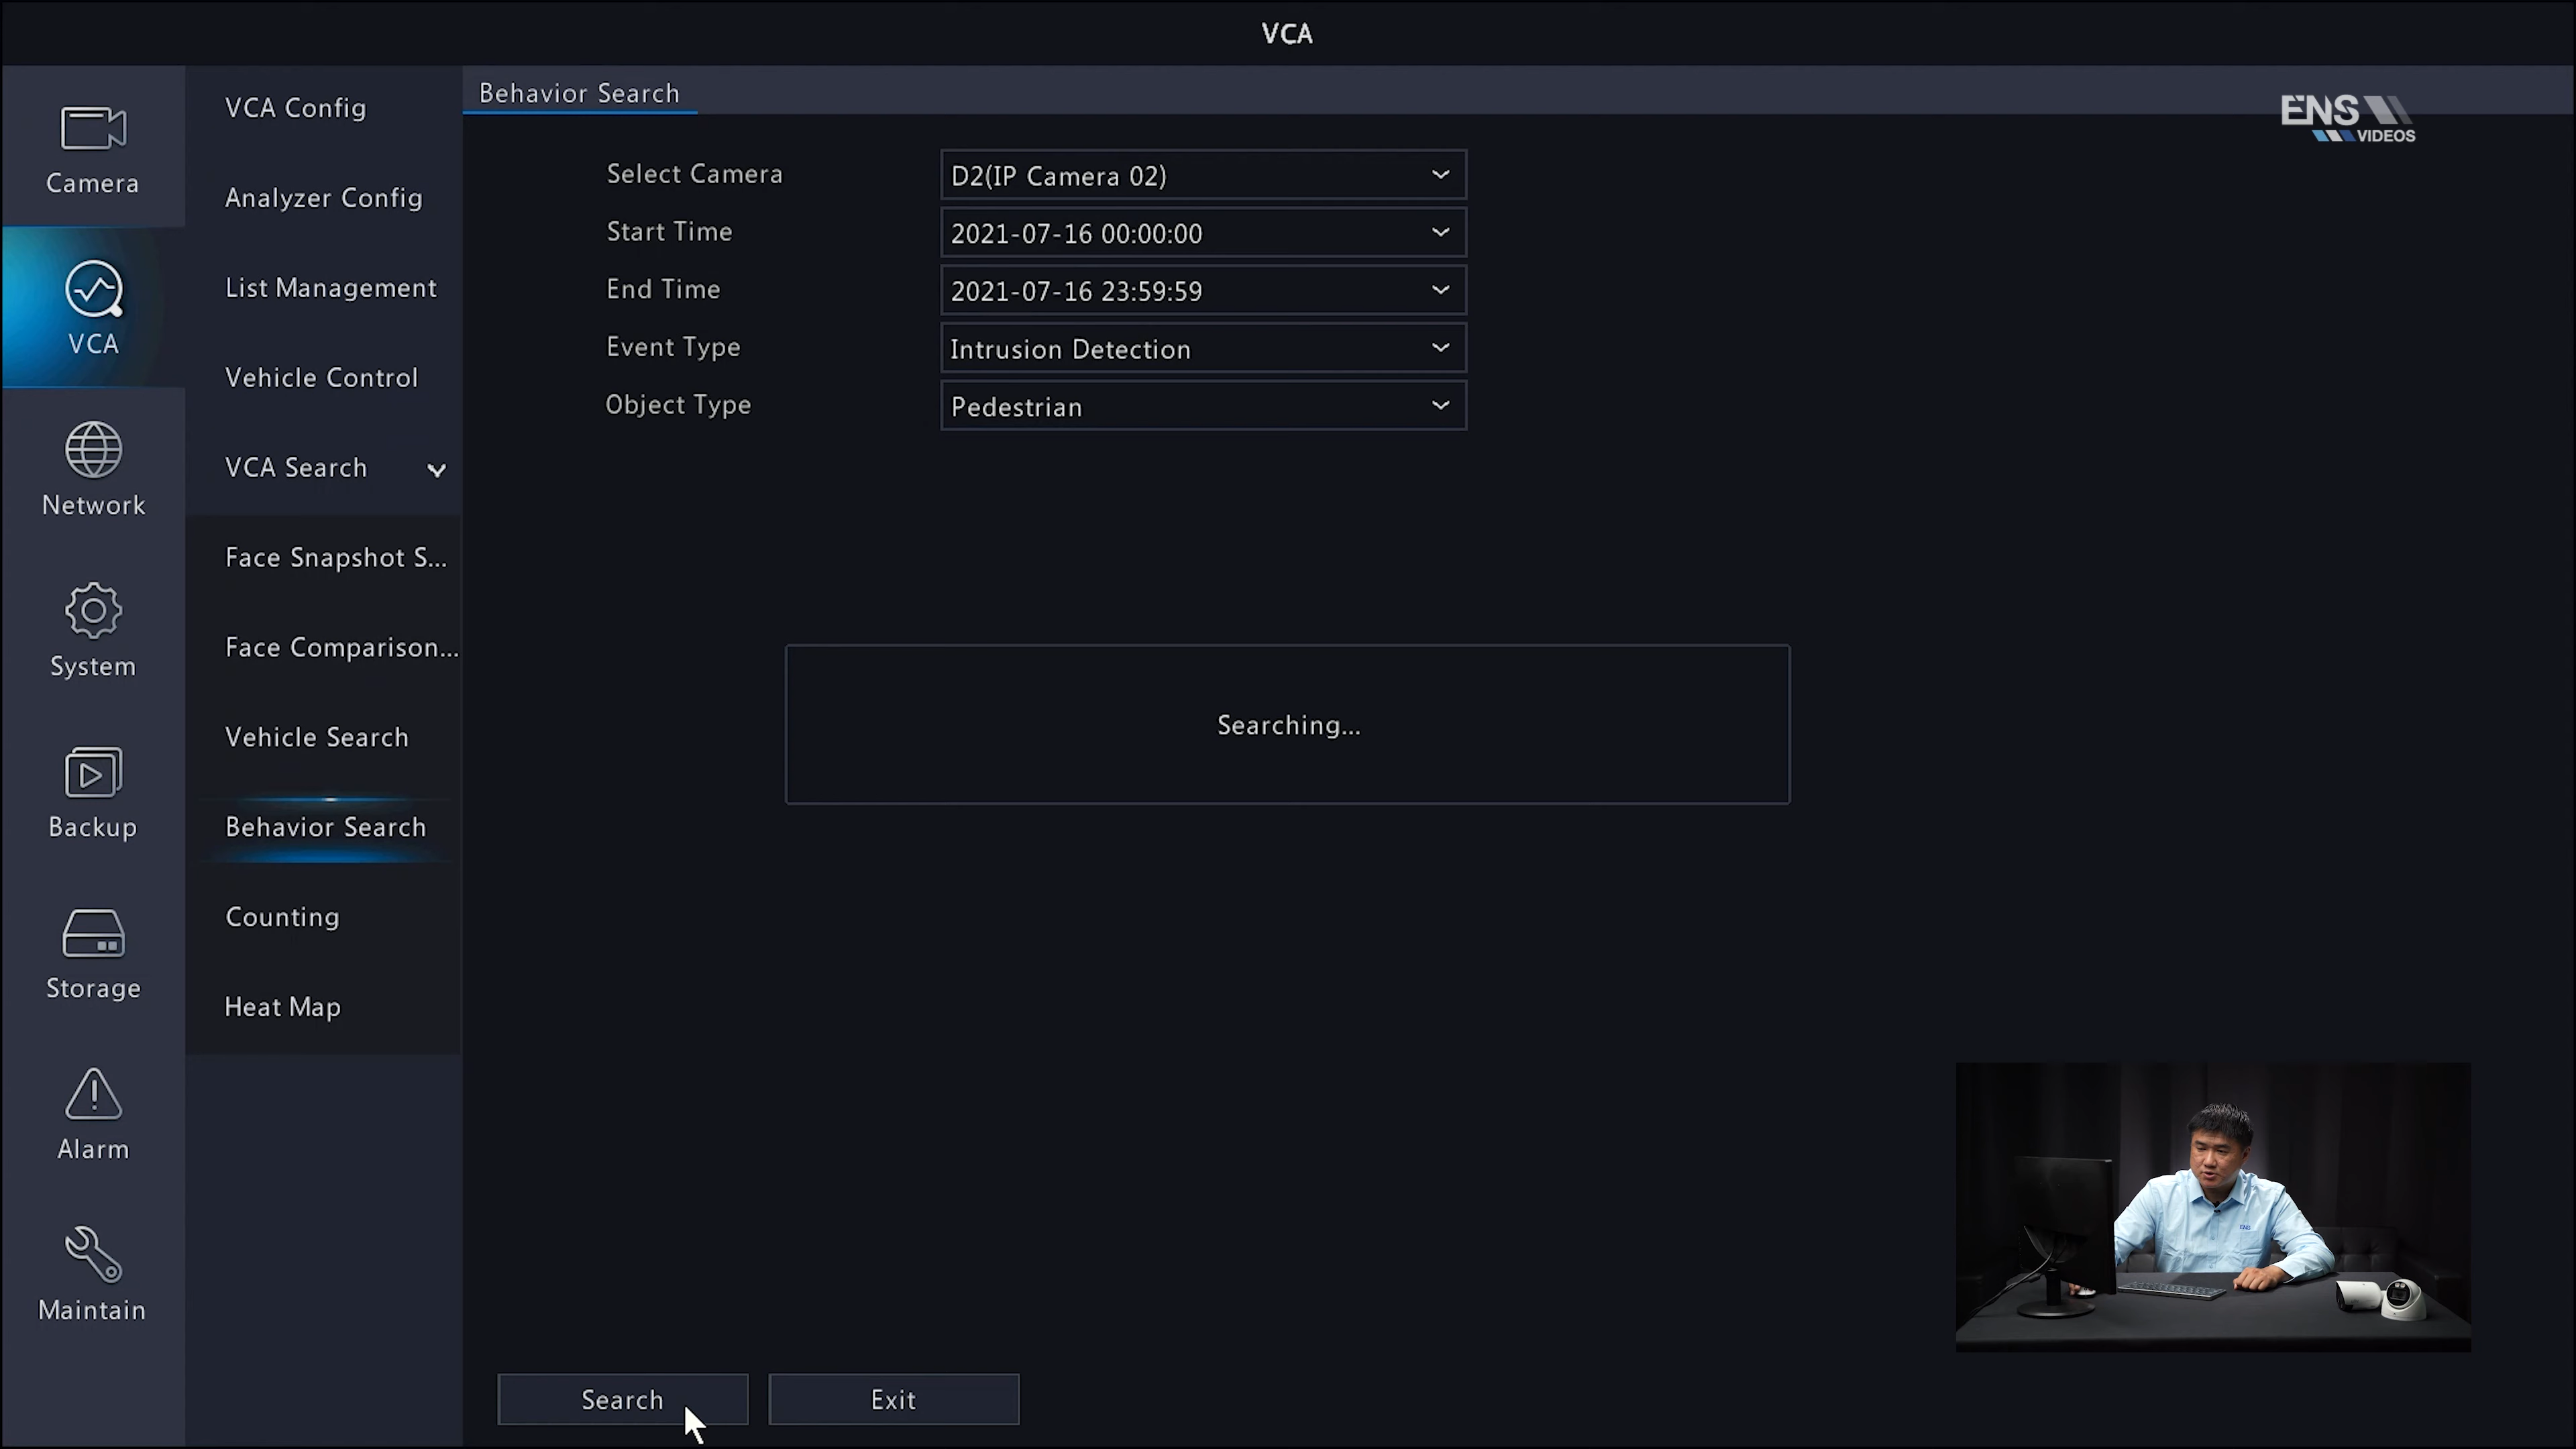 VCA
Camera
VCA
Network
System
Backup
Storage
Alarm
Maintain
VCA Config
Analyzer Config
List Management
Vehicle Control
VCA Search
Face Snapshot S...
Face Comparison...
Vehicle Search
Behavior Search
Counting
Heat Map
Behavior Search
ENS
VIDEOS
Select Camera
D2(IP Camera 02)
Start Time
2021-07-16 00:00:00
End Time
2021-07-16 23:59:59
Event Type
Intrusion Detection
Object Type
Pedestrian
Searching...
Search
Exit
ENS